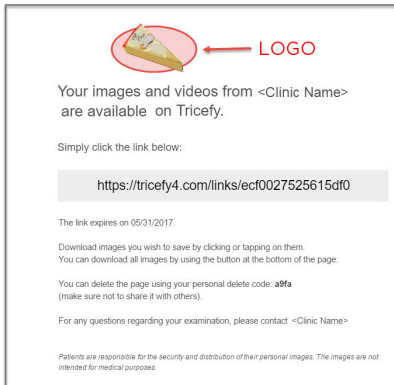 LOGO
Your images and videos from <Clinic Name>
are available on Tricefy.
Simply click the link below:
https://tricefy4.com/links/ecf0027525615df0
The link expires on 05/31/2017.
Download images you wish to save by clicking or tapping on them.
You can download all images by using the button at the bottom of the page.
You can delete the page using your personal delete code: a9fa
(make sure not to share it with others).
For any questions regarding your examination, please contact <Clinic Name>
Patients are responsible for the security and distribution of their personal images. The images are not
intended for medical purposes.